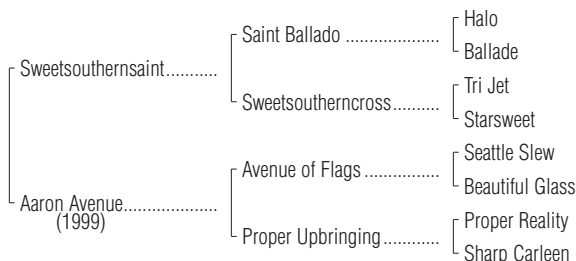 Halo
Saint Ballado ....................
Ballade
Sweetsouthernsaint...........
Tri Jet
Sweetsoutherncross..........
Starsweet
Seattle Slew
Avenue of Flags ................
Beautiful Glass
Aaron Avenue....................
(1999)
Proper Reality
Proper Upbringing............
Sharp Carleen